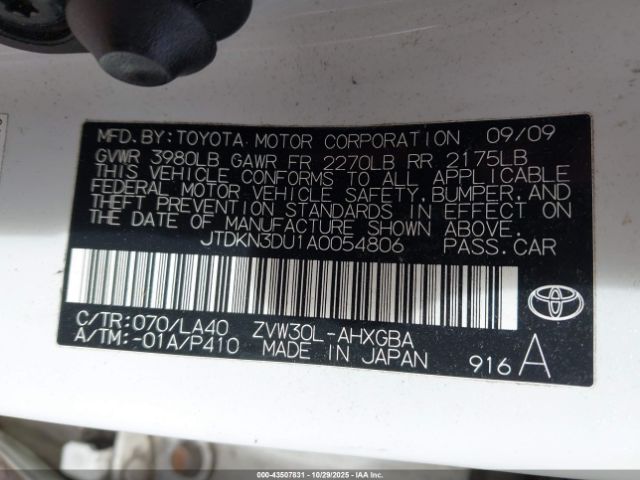 MFD. BY: TOYOTA MOTOR CORPORATION 09/09
GVWR 3980LB GAWR FR 2270LB RR 2175LB
THIS VEHICLE CONFORMS TO ALL APPLICABLE
FEDERAL MOTOR VEHICLE SAFETY, BUMPER, AND
THEFT PREVENTION STANDARDS IN EFFECT ON
THE DATE OF MANUFACTURE SHOWN ABOVE.
JTDKN3DU1A0054806 PASS. CAR
C/TR: 070/LA40 ZVW30L-AHXGBA
A/TM: -01A/P410 MADE IN JAPAN
916 A
TOYOTA
000-43507831 - 10/29/2025 - IAAI.COM